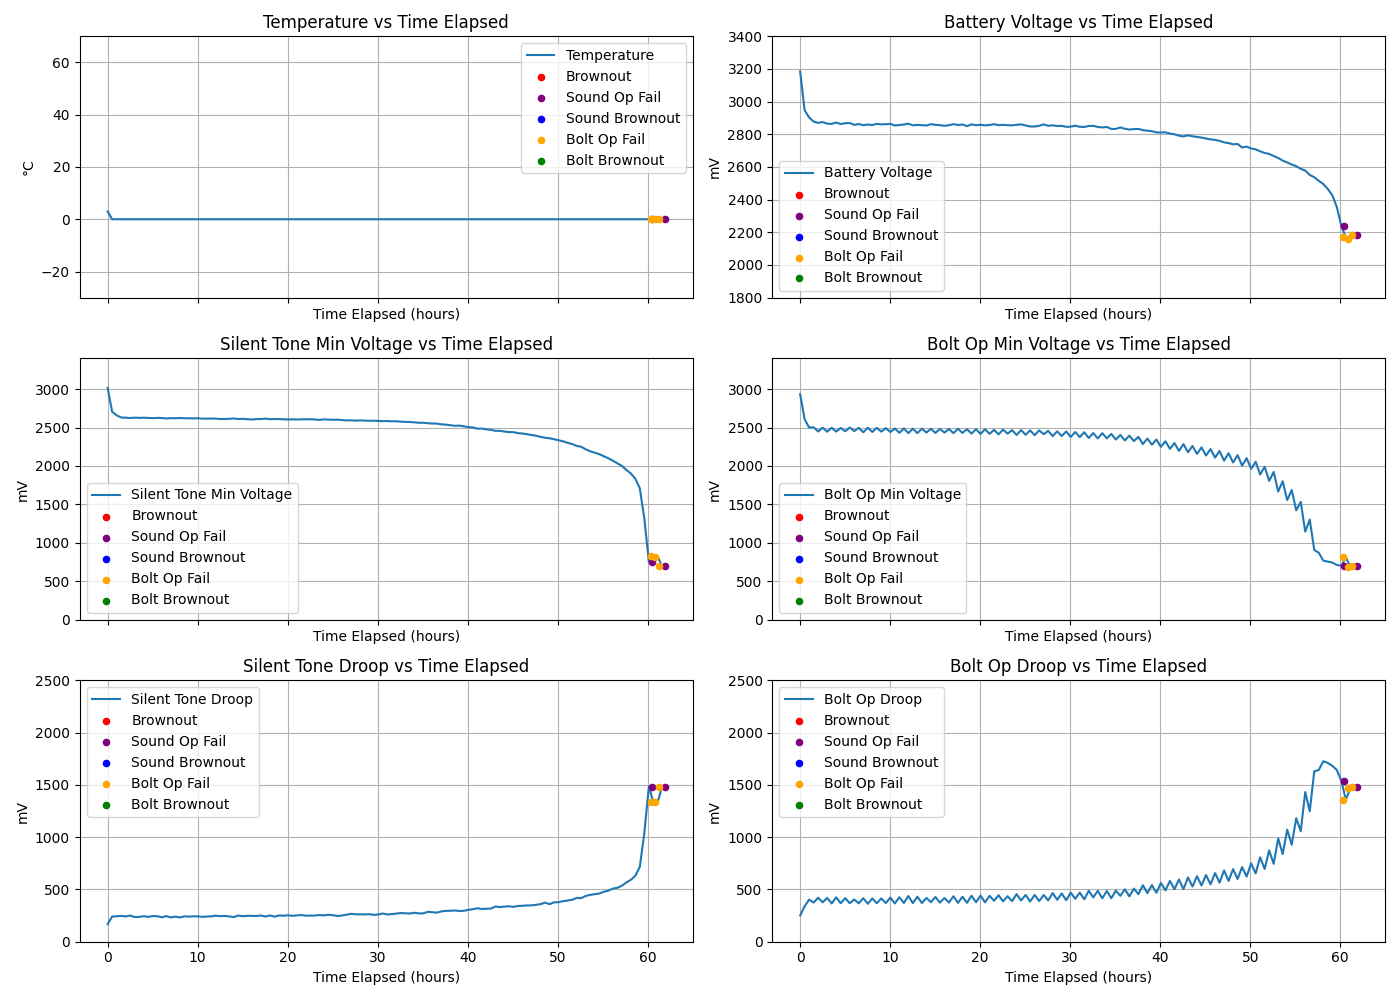 Temperature vs Time Elapsed
60
40
20
0
−20
°C
Temperature
Brownout
Sound Op Fail
Sound Brownout
Bolt Op Fail
Bolt Brownout
Time Elapsed (hours)
Battery Voltage vs Time Elapsed
3400
3200
3000
2800
2600
2400
2200
2000
1800
mV
Battery Voltage
Brownout
Sound Op Fail
Sound Brownout
Bolt Op Fail
Bolt Brownout
Time Elapsed (hours)
Silent Tone Min Voltage vs Time Elapsed
3000
2500
2000
1500
1000
500
0
mV
Silent Tone Min Voltage
Brownout
Sound Op Fail
Sound Brownout
Bolt Op Fail
Bolt Brownout
Time Elapsed (hours)
Bolt Op Min Voltage vs Time Elapsed
3000
2500
2000
1500
1000
500
0
mV
Bolt Op Min Voltage
Brownout
Sound Op Fail
Sound Brownout
Bolt Op Fail
Bolt Brownout
Time Elapsed (hours)
Silent Tone Droop vs Time Elapsed
2500
2000
1500
1000
500
0
mV
Silent Tone Droop
Brownout
Sound Op Fail
Sound Brownout
Bolt Op Fail
Bolt Brownout
0 10 20 30 40 50 60
Time Elapsed (hours)
Bolt Op Droop vs Time Elapsed
2500
2000
1500
1000
500
0
mV
Bolt Op Droop
Brownout
Sound Op Fail
Sound Brownout
Bolt Op Fail
Bolt Brownout
0 10 20 30 40 50 60
Time Elapsed (hours)